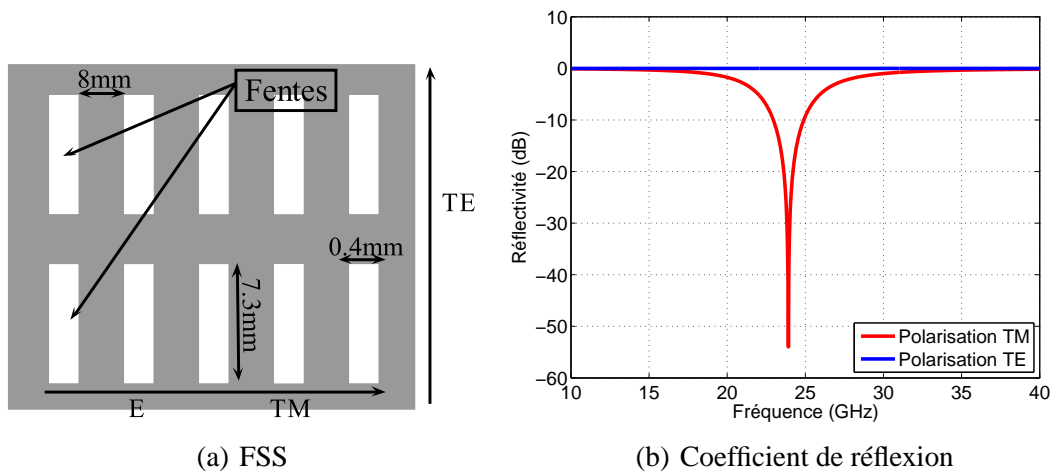 8mm
Fentes
TE
0.4mm
7.3mm
E TM
(a) FSS
10
0
−10
−20
−30
−40
−50
−60
10 15 20 25 30 35 40
Réflectivité (dB)
Fréquence (GHz)
Polarisation TM
Polarisation TE
(b) Coefficient de réflexion